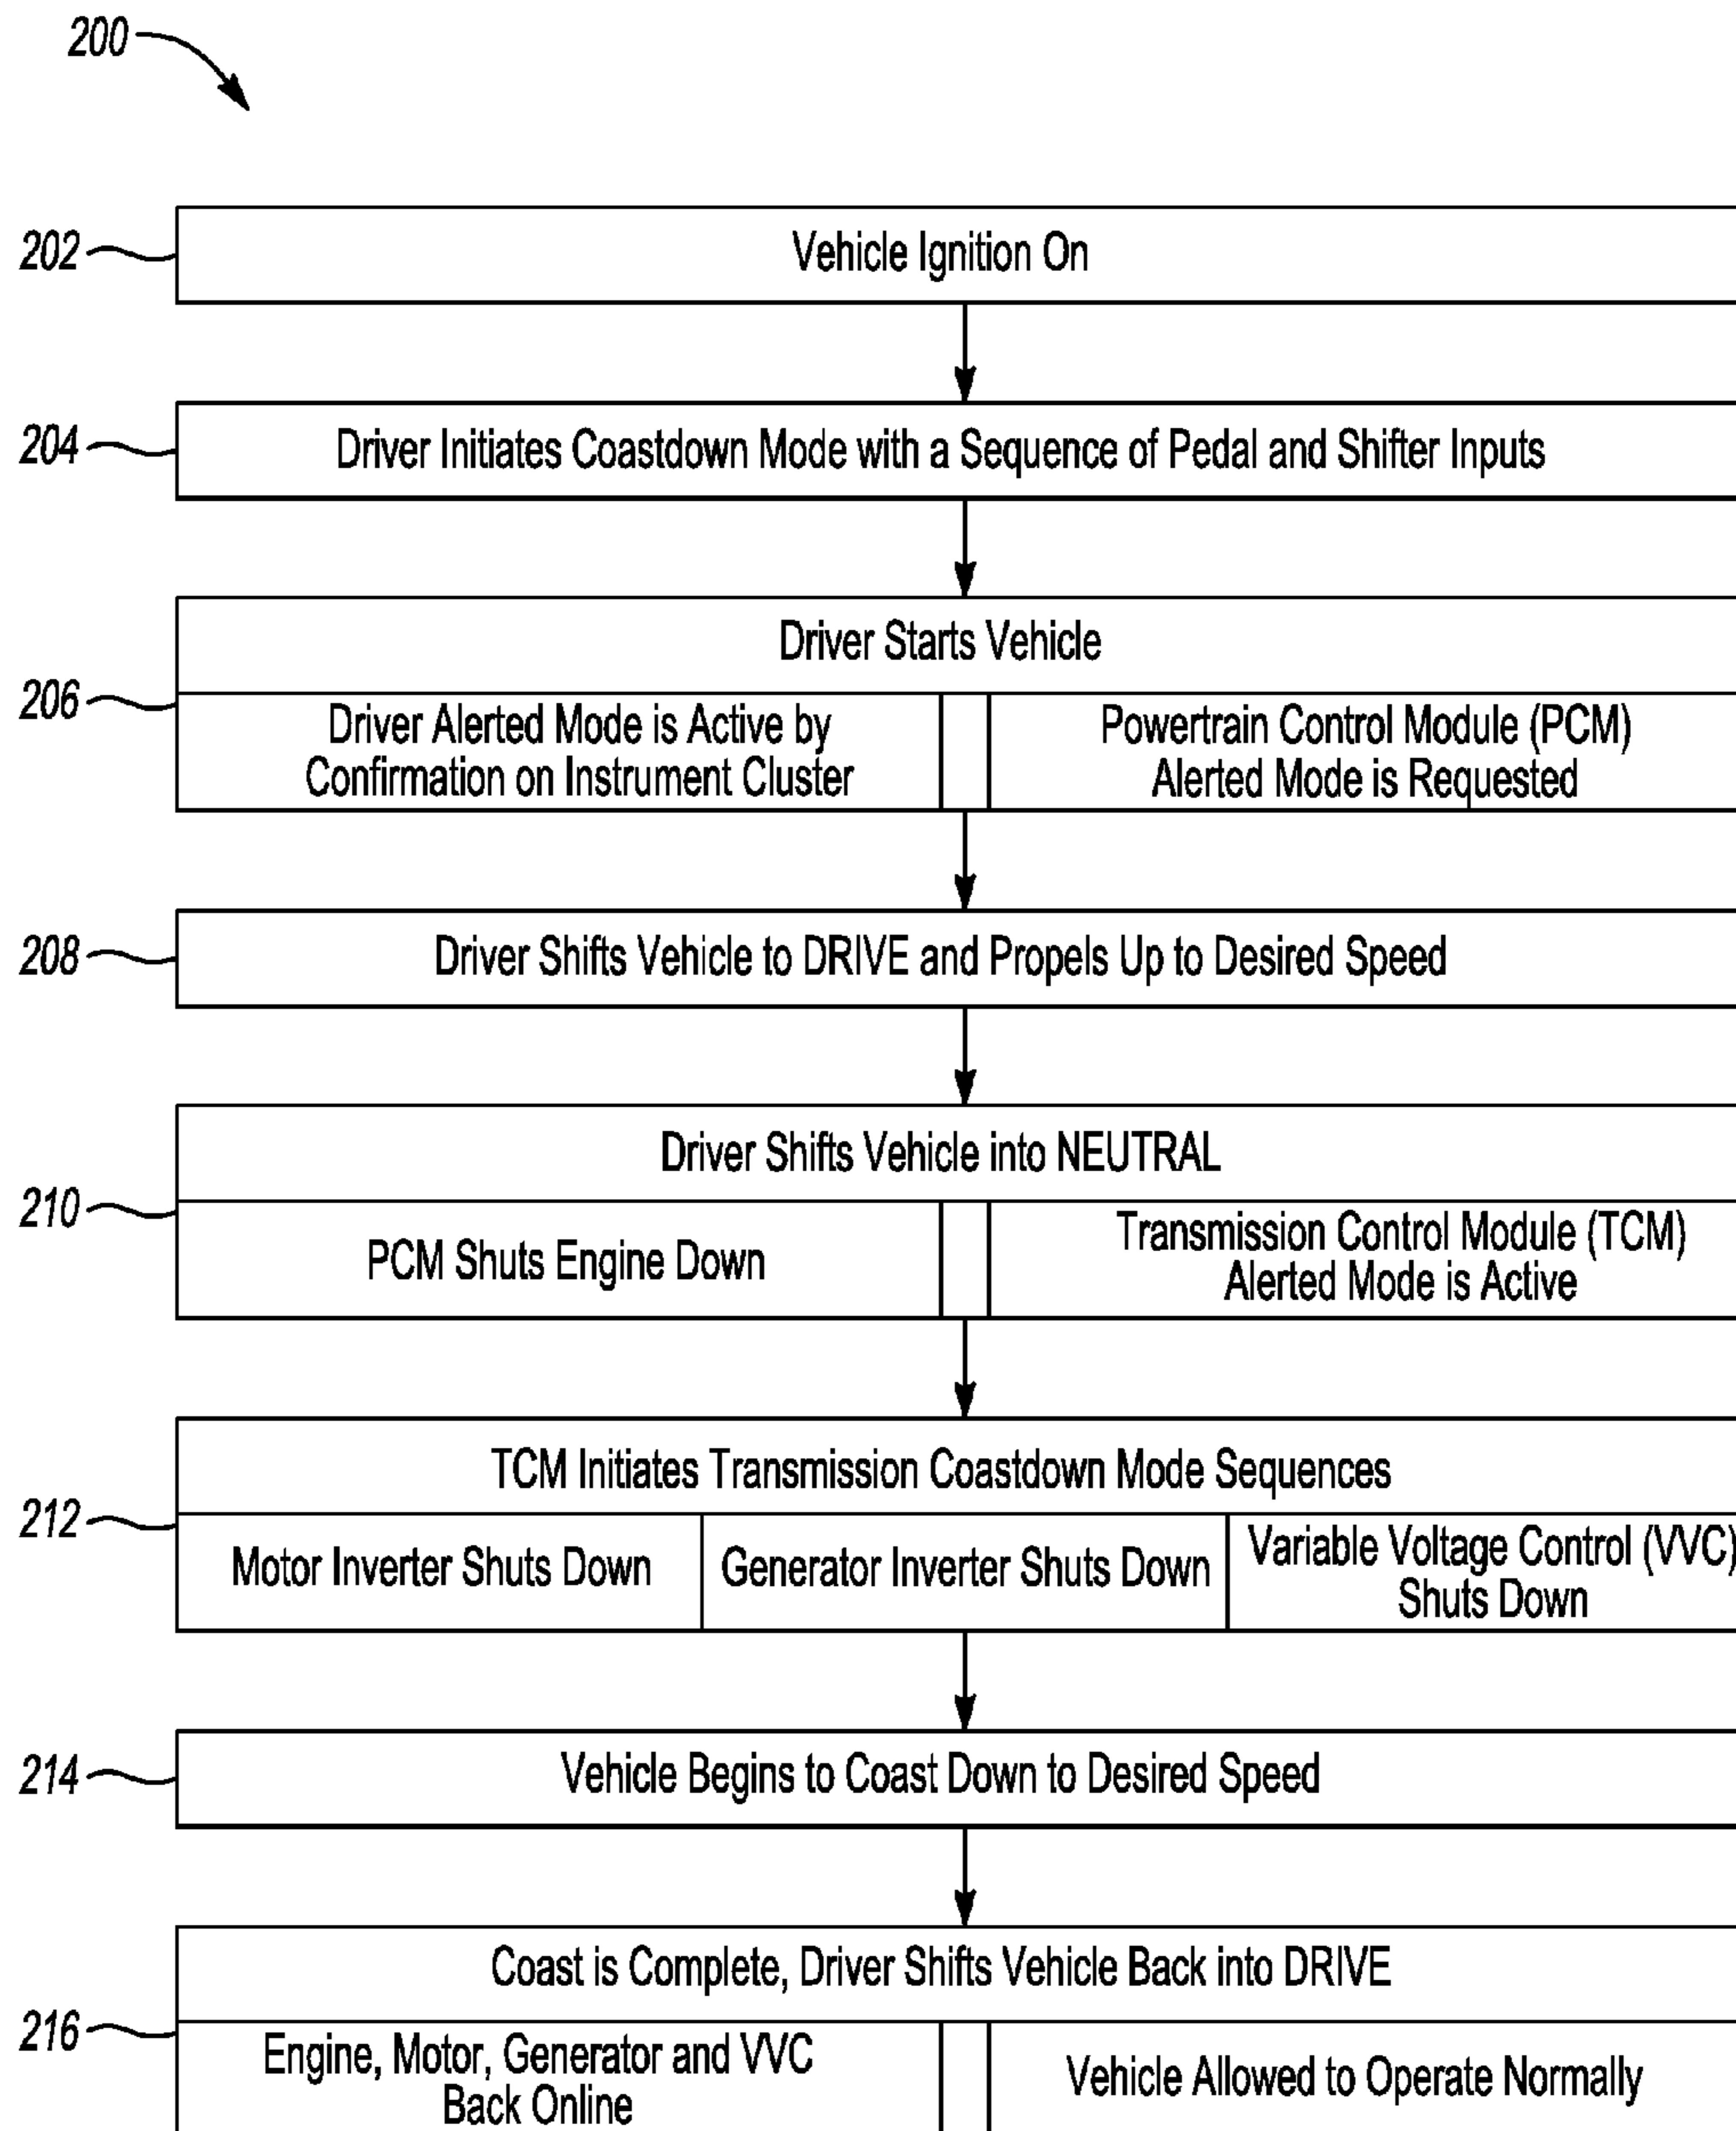 200
202
Vehicle Ignition On
204
Driver Initiates Coastdown Mode with a Sequence of Pedal and Shifter Inputs
Driver Starts Vehicle
206
Driver Alerted Mode is Active by
Confirmation on Instrument Cluster
Powertrain Control Module (PCM)
Alerted Mode is Requested
208
Driver Shifts Vehicle to DRIVE and Propels Up to Desired Speed
Driver Shifts Vehicle into NEUTRAL
210
PCM Shuts Engine Down
Transmission Control Module (TCM)
Alerted Mode is Active
TCM Initiates Transmission Coastdown Mode Sequences
212
Motor Inverter Shuts Down
Generator Inverter Shuts Down
Variable Voltage Control (VVC)
Shuts Down
214
Vehicle Begins to Coast Down to Desired Speed
Coast is Complete, Driver Shifts Vehicle Back into DRIVE
216
Engine, Motor, Generator and VVC
Back Online
Vehicle Allowed to Operate Normally